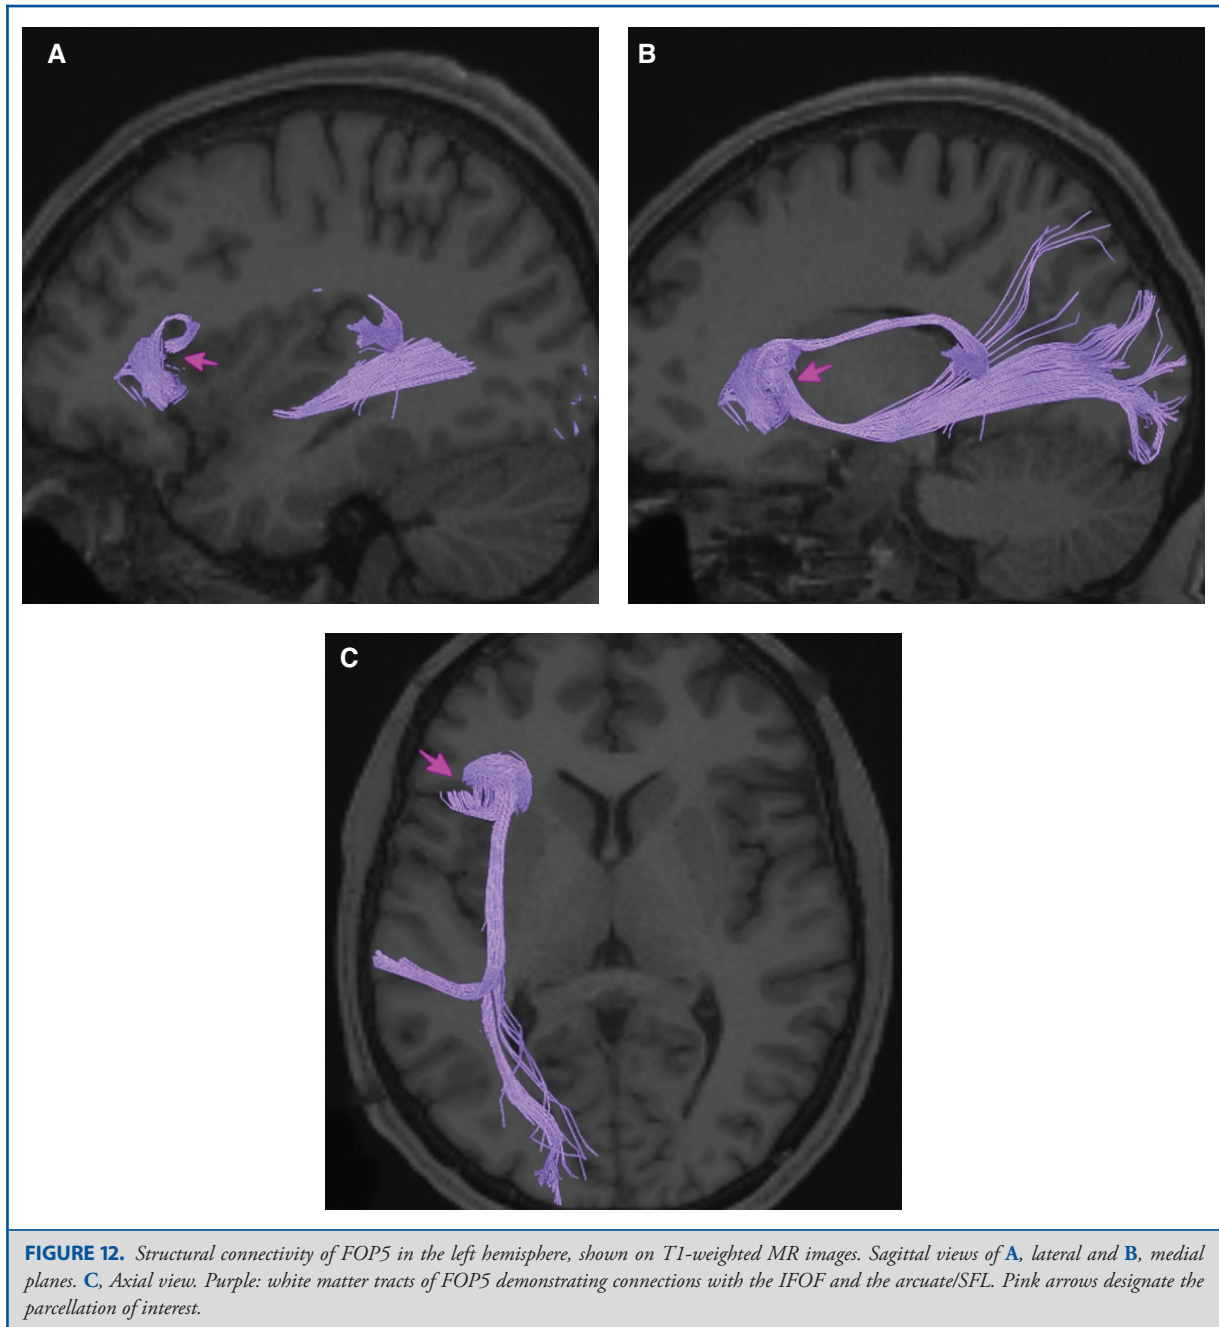 A
B
C
FIGURE 12. Structural connectivity of FOP5 in the left hemisphere, shown on T1-weighted MR images. Sagittal views of A, lateral and B, medial
planes. C, Axial view. Purple: white matter tracts of FOP5 demonstrating connections with the IFOF and the arcuate/SFL. Pink arrows designate the
parcellation of interest.